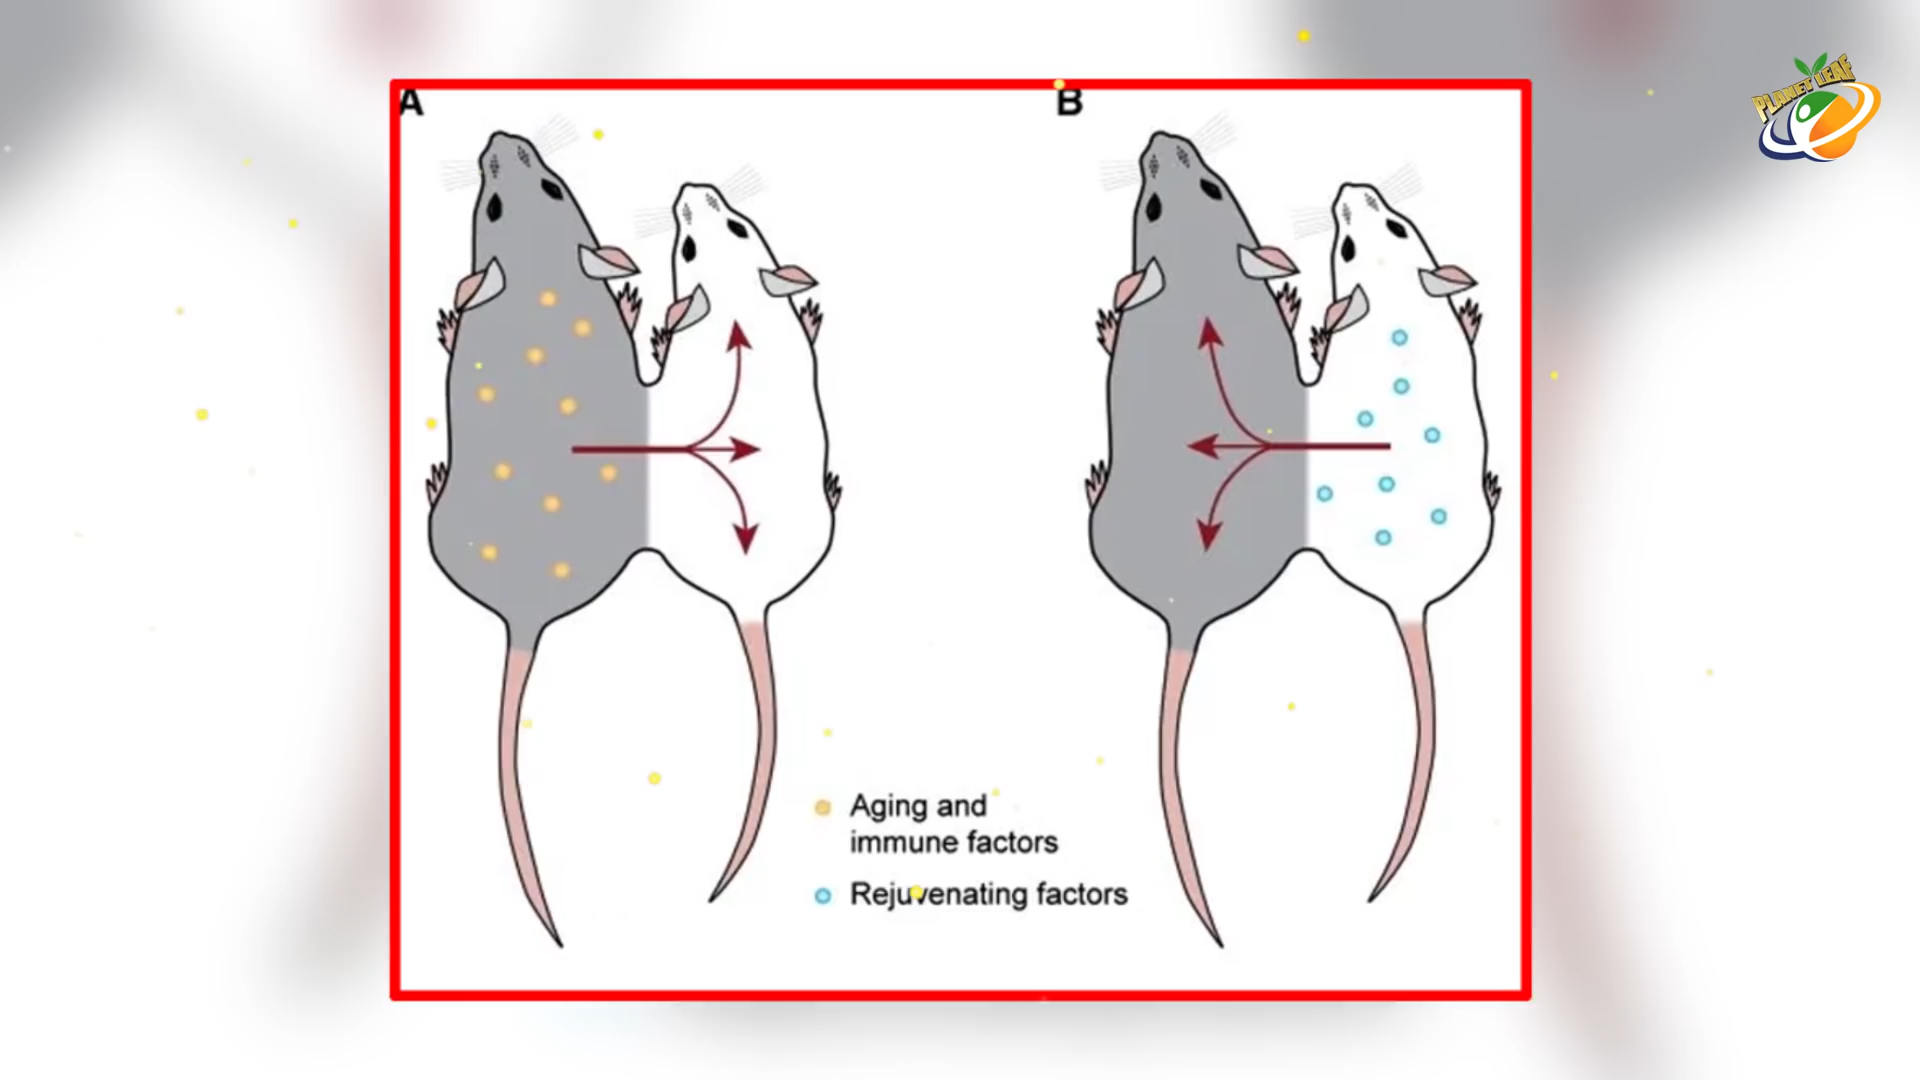 A
B
PLANET LEAF
Aging and
immune factors
Rejuvenating factors